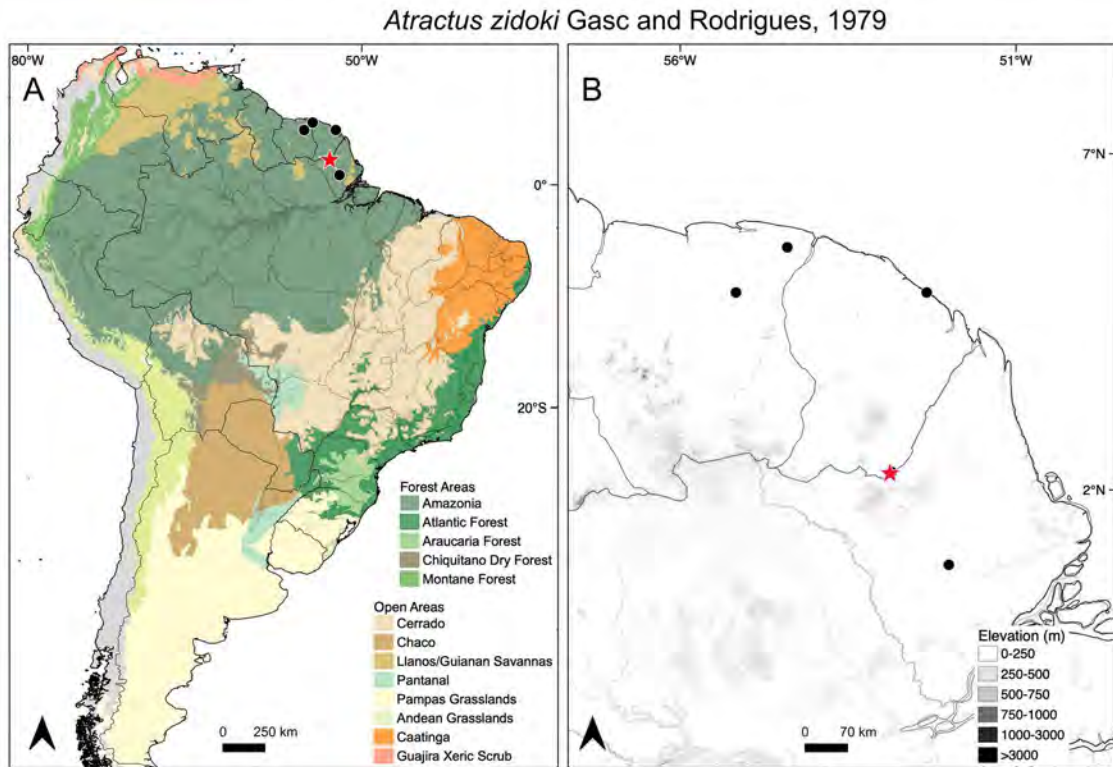 Atractus zidoki Gasc and Rodrigues, 1979
80°W
50°W
A
0°
20°S
Forest Areas
Amazonia
Atlantic Forest
Araucaria Forest
Chiquitano Dry Forest
Montane Forest
Open Areas
Cerrado
Chaco
Llanos/Guianan Savannas
Pantanal
Pampas Grasslands
Andean Grasslands
Caatinga
Guajira Xeric Scrub
0 250 km
B
56°W
51°W
7°N
2°N
Elevation (m)
0-250
250-500
500-750
750-1000
1000-3000
>3000
0 70 km